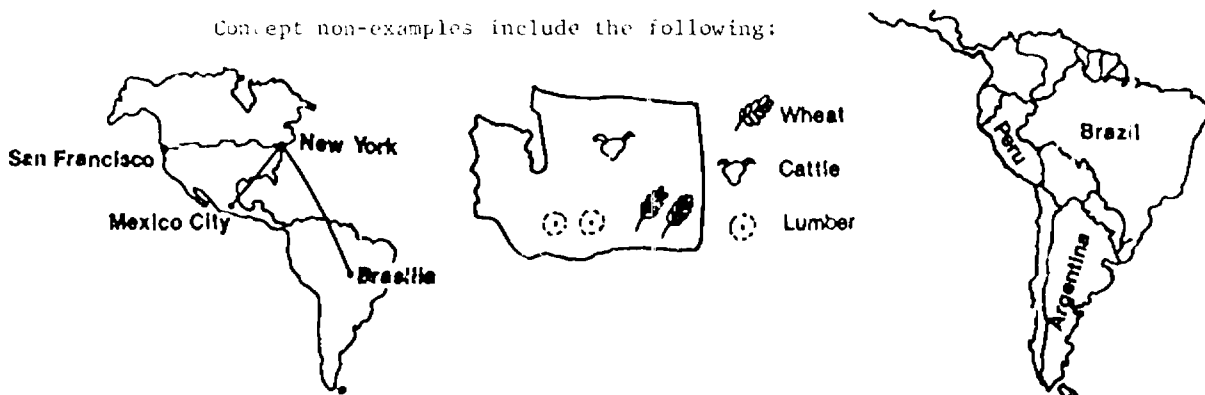 Concept non-examples include the following:
New York
San Francisco
Mexico City
Brasilia
Wheat
Cattle
Lumber
Brazil
Peru
Argentina